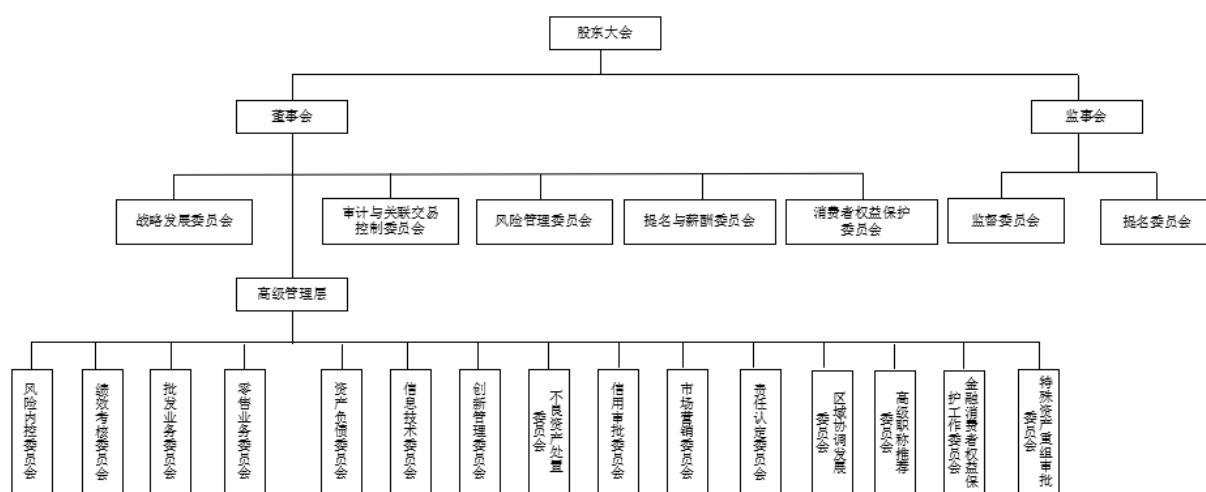 股东大会
董事会
监事会
战略发展委员会
审计与关联交易
控制委员会
风险管理委员会
提名与薪酬委员会
消费者权益保护
委员会
监督委员会
提名委员会
高级管理层
风险内控委员会
绩效考核委员会
批发业务委员会
零售业务委员会
资产负债委员会
信息技术委员会
创新管理委员会
不良资产处置
委员会
信用审批委员会
市场营销委员会
责任认定委员会
区域协调发展
委员会
高级职称推荐
委员会
金融消费者权益保
护工作委员会
特殊资产重组审批
委员会